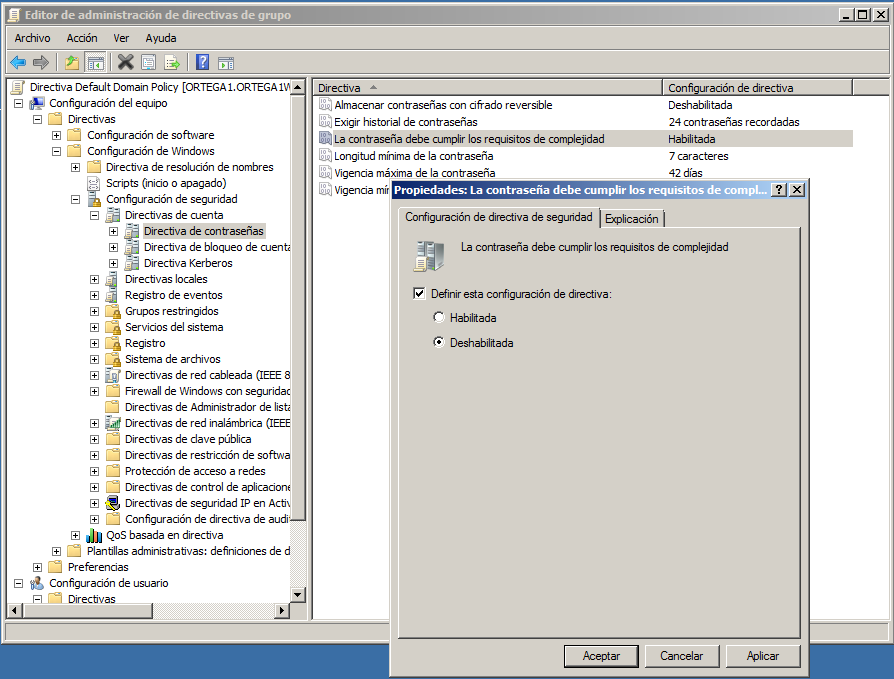 Editor de administración de directivas de grupo
Archivo Acción Ver Ayuda
Directiva Default Domain Policy [ORTEGA1.ORTEGA1W
Configuración del equipo
Directivas
Configuración de software
Configuración de Windows
Directiva de resolución de nombres
Scripts (inicio o apagado)
Configuración de seguridad
Directivas de cuenta
Directiva de contraseñas
Directiva de bloqueo de cuenta
Directiva Kerberos
Directivas locales
Registro de eventos
Grupos restringidos
Servicios del sistema
Registro
Sistema de archivos
Directivas de red cableada (IEEE 8
Firewall de Windows con seguridad
Directivas de Administrador de lista
Directivas de red inalámbrica (IEEE
Directivas de clave pública
Directivas de restricción de softwa
Protección de acceso a redes
Directivas de control de aplicacione
Directivas de seguridad IP en Activ
Configuración de directiva de audi
QoS basada en directiva
Plantillas administrativas: definiciones de d
Preferencias
Configuración de usuario
Directivas
Directiva Configuración de directiva
Almacenar contraseñas con cifrado reversible Deshabilitada
Exigir historial de contraseñas 24 contraseñas recordadas
La contraseña debe cumplir los requisitos de complejidad Habilitada
Longitud mínima de la contraseña 7 caracteres
Vigencia máxima de la contraseña 42 días
Vigencia mín
Propiedades: La contraseña debe cumplir los requisitos de compl...
Configuración de directiva de seguridad Explicación
La contraseña debe cumplir los requisitos de complejidad
Definir esta configuración de directiva:
Habilitada
Deshabilitada
Aceptar Cancelar Aplicar